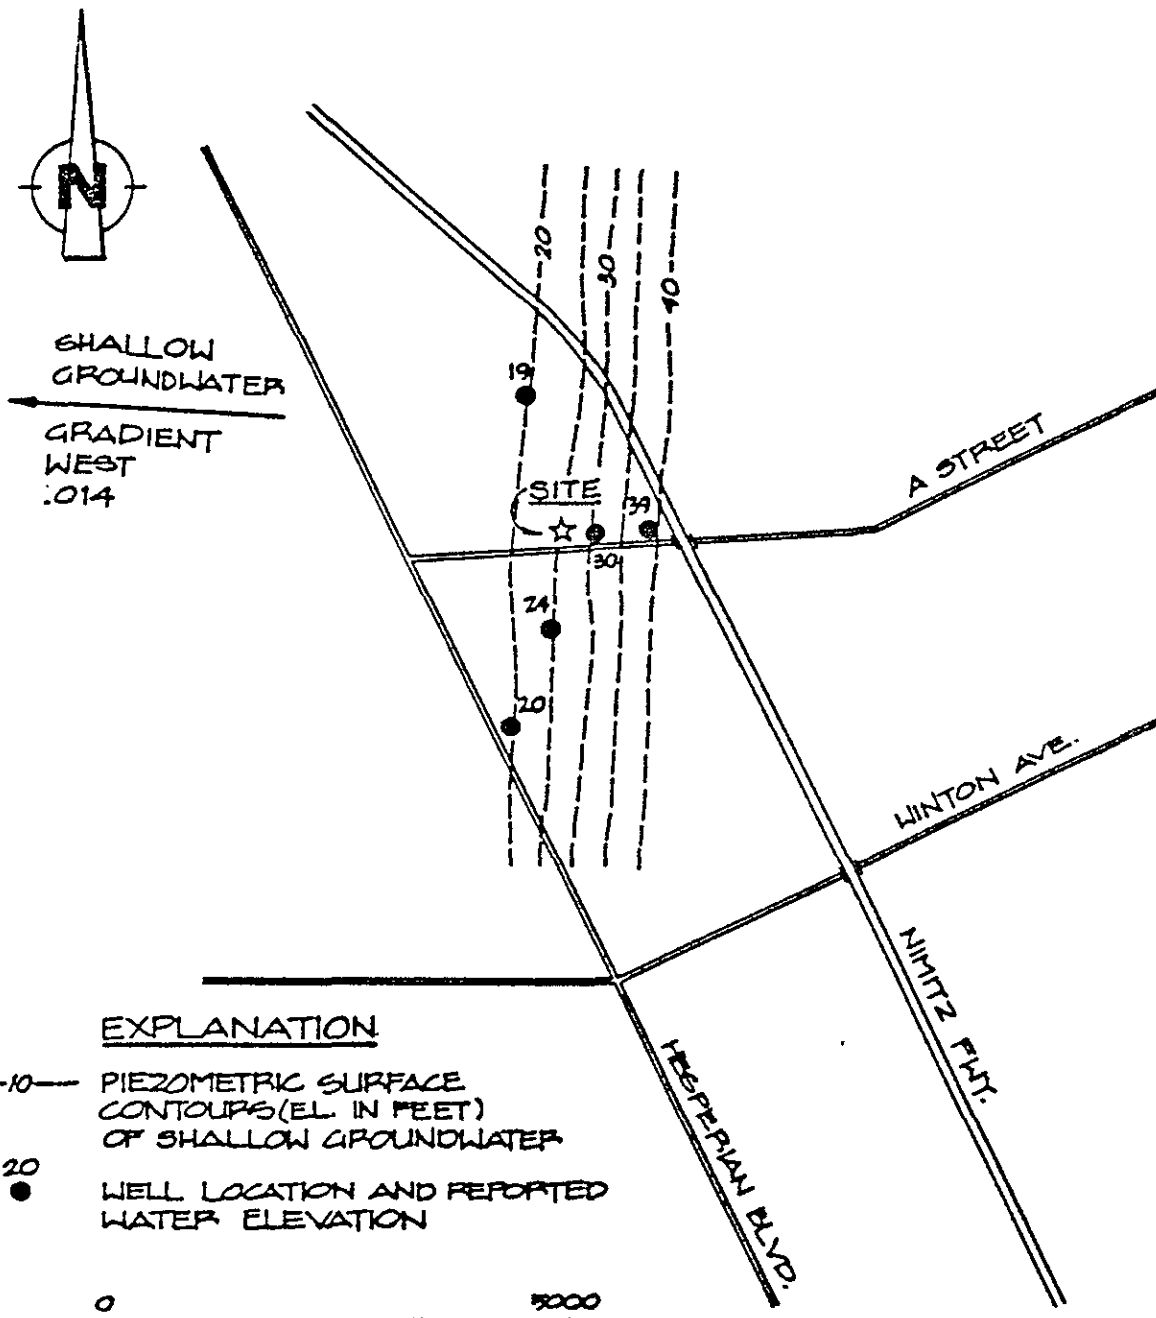 N
20
30
40
SHALLOW
GROUNDWATER
GRADIENT
WEST
.014
19
SITE
39
30
A STREET
24
20
WINTON AVE.
NIMITZ FWY.
HESPERIAN BLVD.
EXPLANATION
-10- PIEZOMETRIC SURFACE
CONTOURS (EL. IN FEET)
OF SHALLOW GROUNDWATER
20
WELL LOCATION AND REPORTED
WATER ELEVATION
0 5000